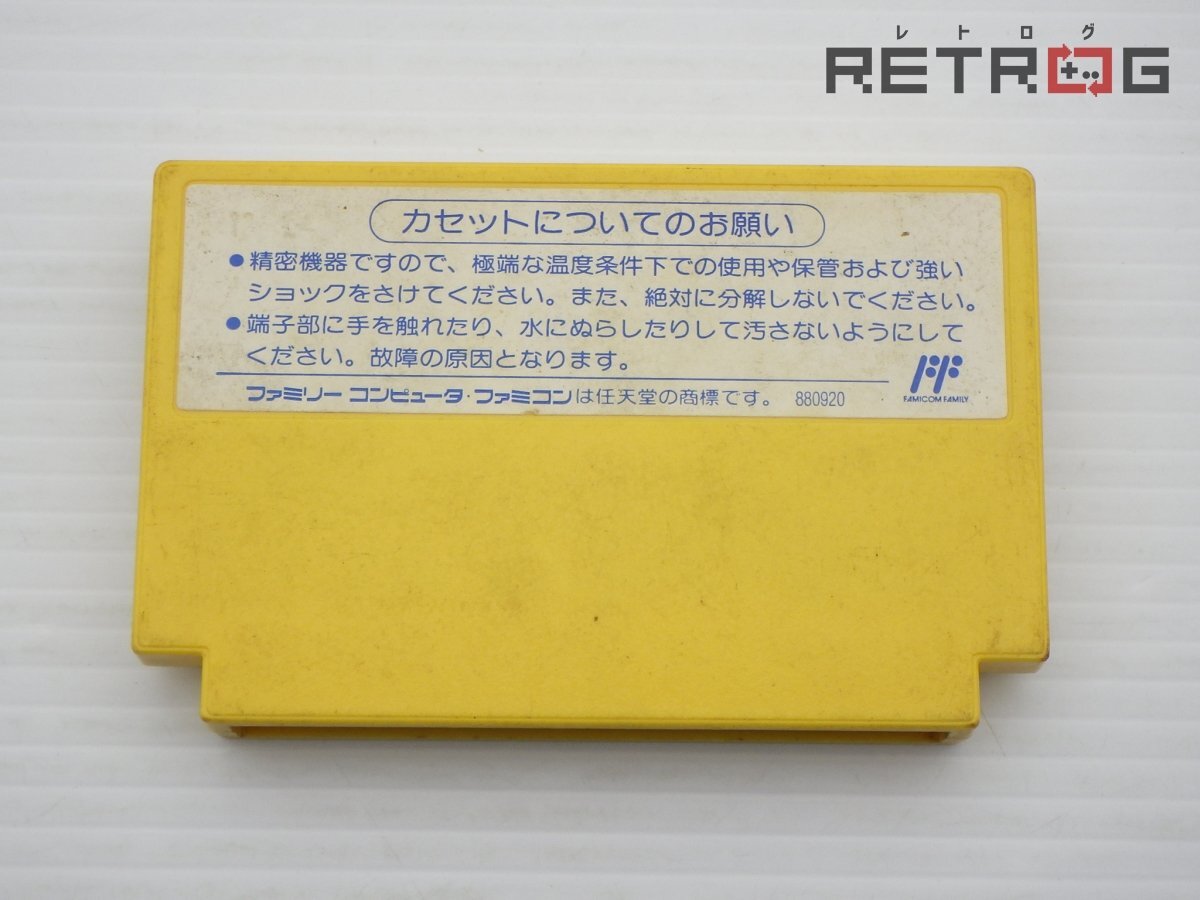 レトログ
RETROG
カセットについてのお願い
●精密機器ですので、極端な温度条件下での使用や保管および強い
ショックをさけてください。また、絶対に分解しないでください。
●端子部に手を触れたり、水にぬらしたりして汚さないようにして
ください。故障の原因となります。
ファミリーコンピュータ・ファミコンは任天堂の商標です。 880920
FAMICOM FAMILY